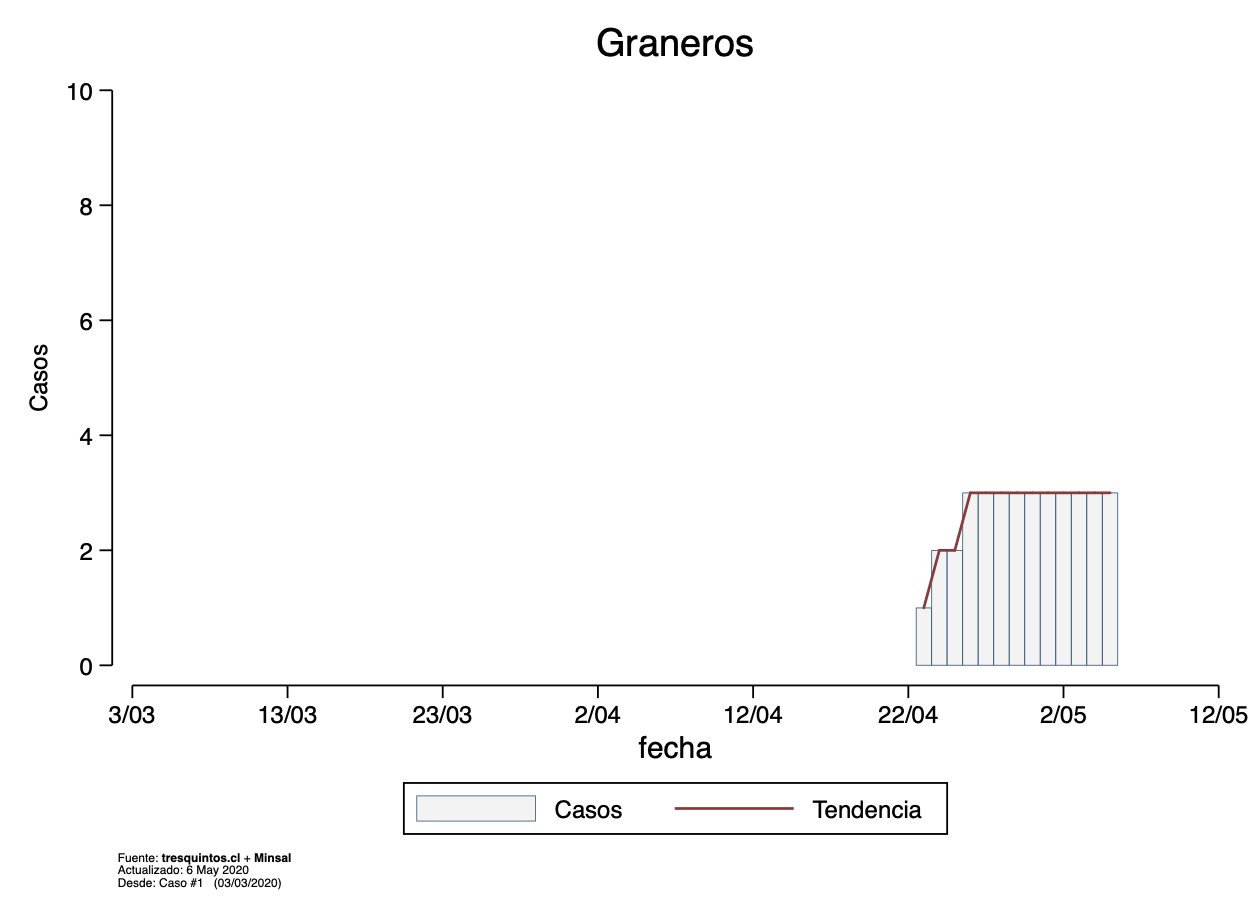 Graneros
10
8
6
4
2
0
Casos
3/03 13/03 23/03 2/04 12/04 22/04 2/05 12/05
fecha
Casos Tendencia
Fuente: tresquintos.cl + Minsal
Actualizado: 6 May 2020
Desde: Caso #1 (03/03/2020)